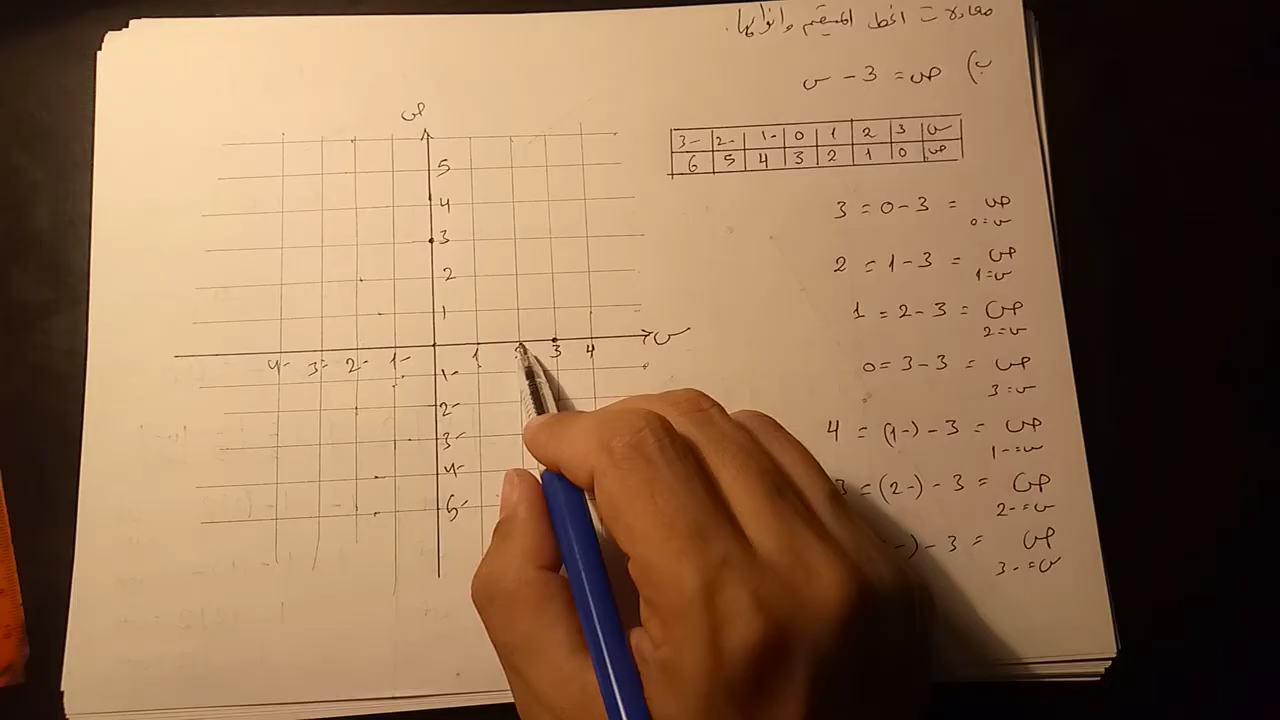 معادلات الخط المستقيم وانواعها.
ب) ص = 3 - س
س 3 2 1 0 1- 2- 3-
ص 0 1 2 3 4 5 6
ص = 3 - 0 = 3
س=0
ص = 3 - 1 = 2
س=1
ص = 3 - 2 = 1
س=2
ص = 3 - 3 = 0
س=3
ص = 3 - (1-) = 4
س=1-
ص = 3 - (2-) = 3
س=2-
ص = 3 - (-
س=3-
ص
5
4
3
2
1
س
4- 3- 2- 1- 1 3 4
1-
2-
3-
4-
5-